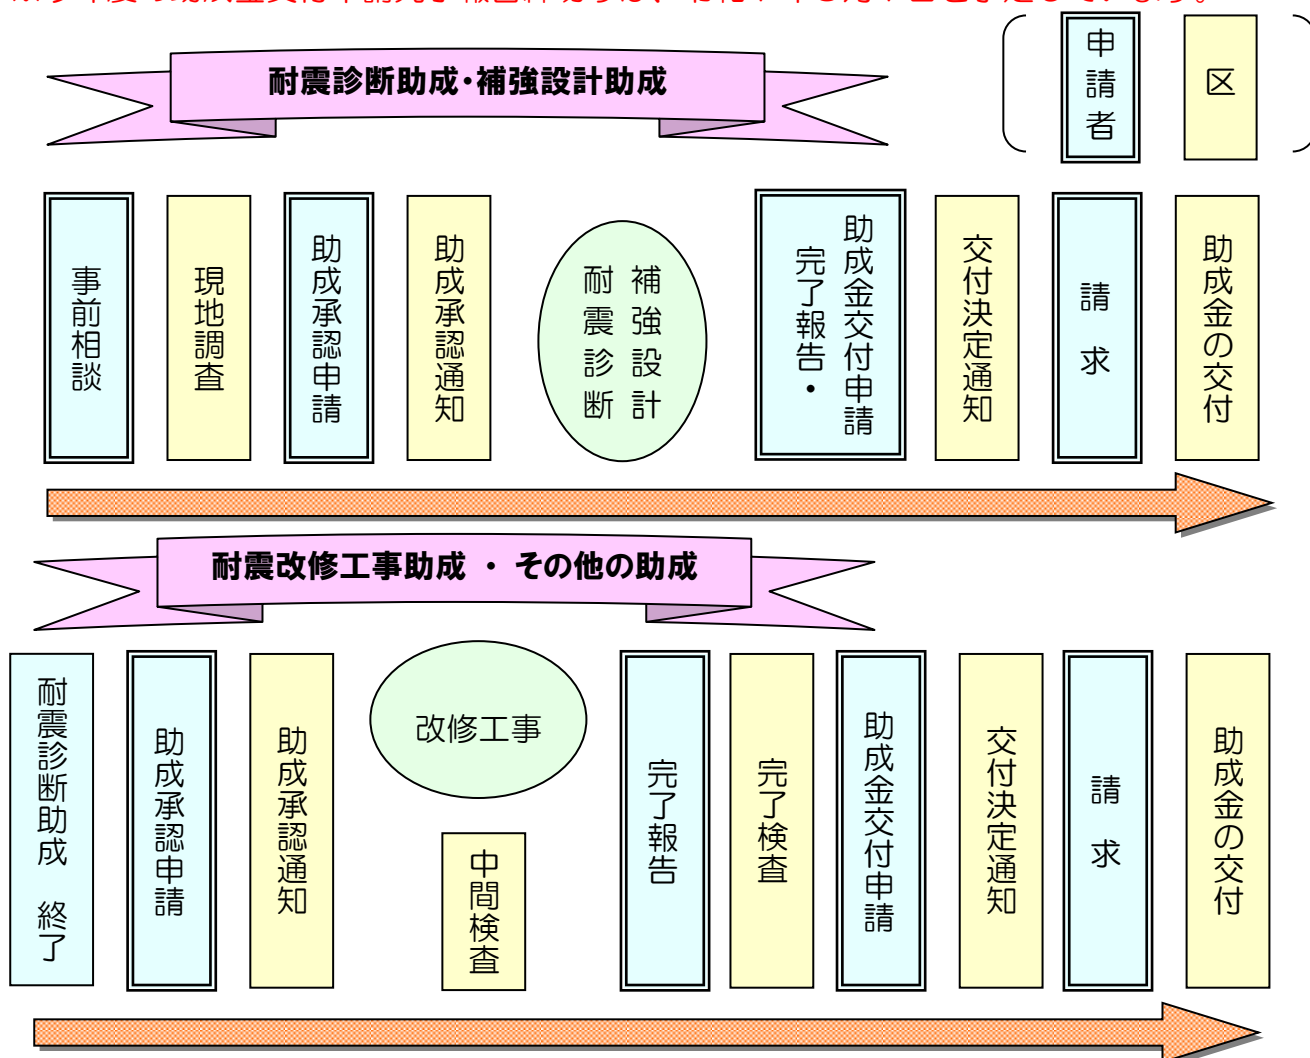 耐震診断助成・補強設計助成
申請者
区
事前相談
現地調査
助成承認申請
助成承認通知
補強設計
耐震診断
助成金交付申請
完了報告・
交付決定通知
請求
助成金の交付
耐震改修工事助成 ・ その他の助成
耐震診断助成 終了
助成承認申請
助成承認通知
改修工事
中間検査
完了報告
完了検査
助成金交付申請
交付決定通知
請求
助成金の交付